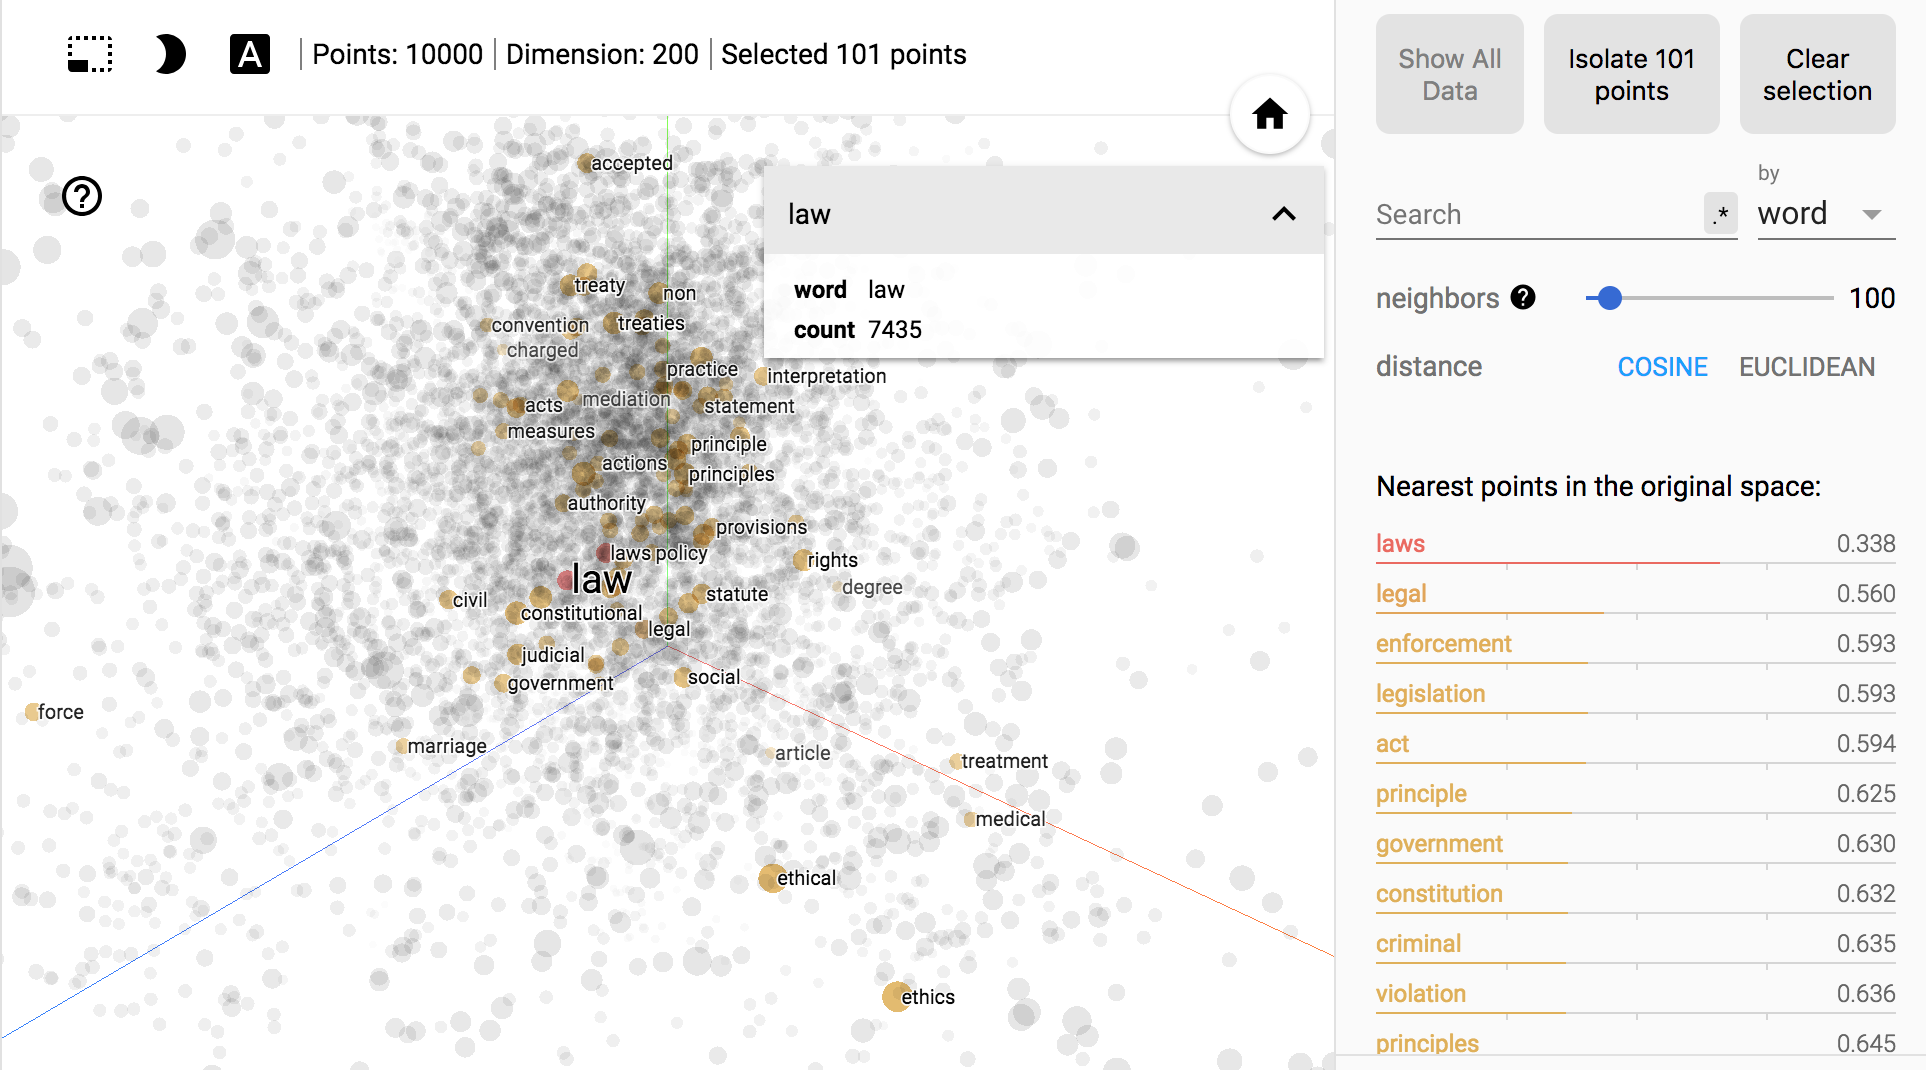 A Points: 10000 Dimension: 200 Selected 101 points
Show All Data
Isolate 101 points
Clear selection
?
accepted
treaty
non
convention
treaties
charged
practice
interpretation
acts
mediation
statement
measures
principle
actions
principles
authority
provisions
laws policy
rights
law
degree
civil
statute
constitutional
legal
judicial
government
social
force
marriage
article
treatment
medical
ethical
ethics
law
word law
count 7435
Search .* by word
neighbors ? 100
distance COSINE EUCLIDEAN
Nearest points in the original space:
laws 0.338
legal 0.560
enforcement 0.593
legislation 0.593
act 0.594
principle 0.625
government 0.630
constitution 0.632
criminal 0.635
violation 0.636
principles 0.645